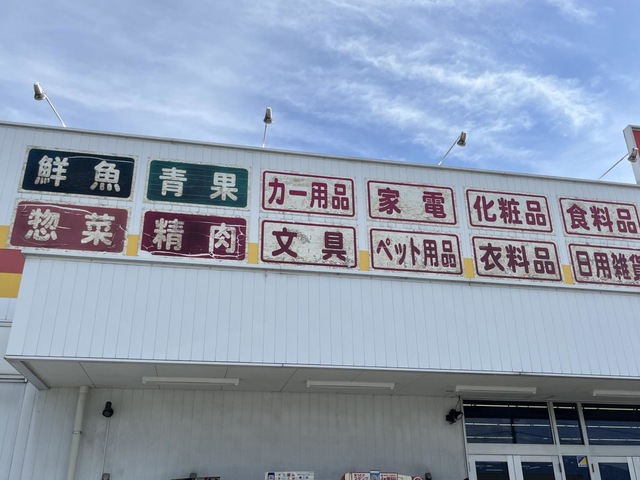 鮮魚 青果 カー用品 家電 化粧品 食料品
惣菜 精肉 文具 ペット用品 衣料品 日用雑貨